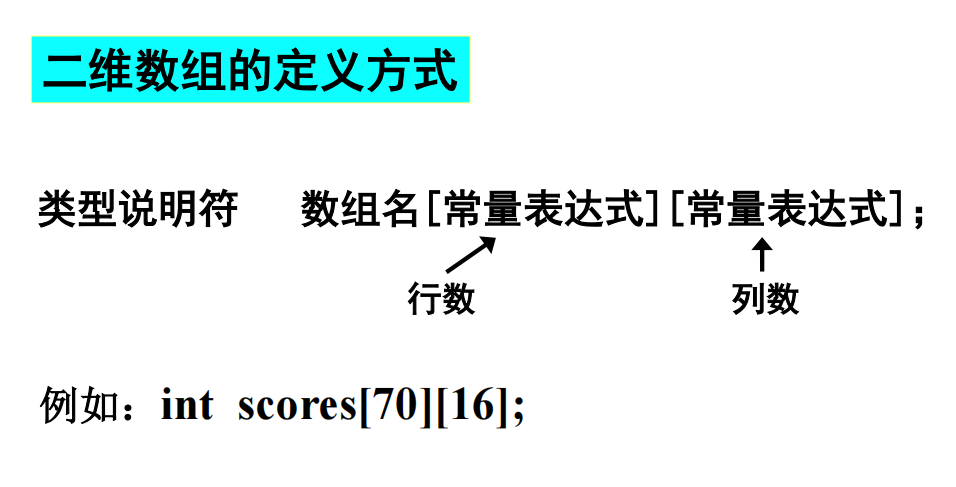 二维数组的定义方式
类型说明符 数组名[常量表达式][常量表达式];
行数 列数
例如：int scores[70][16];